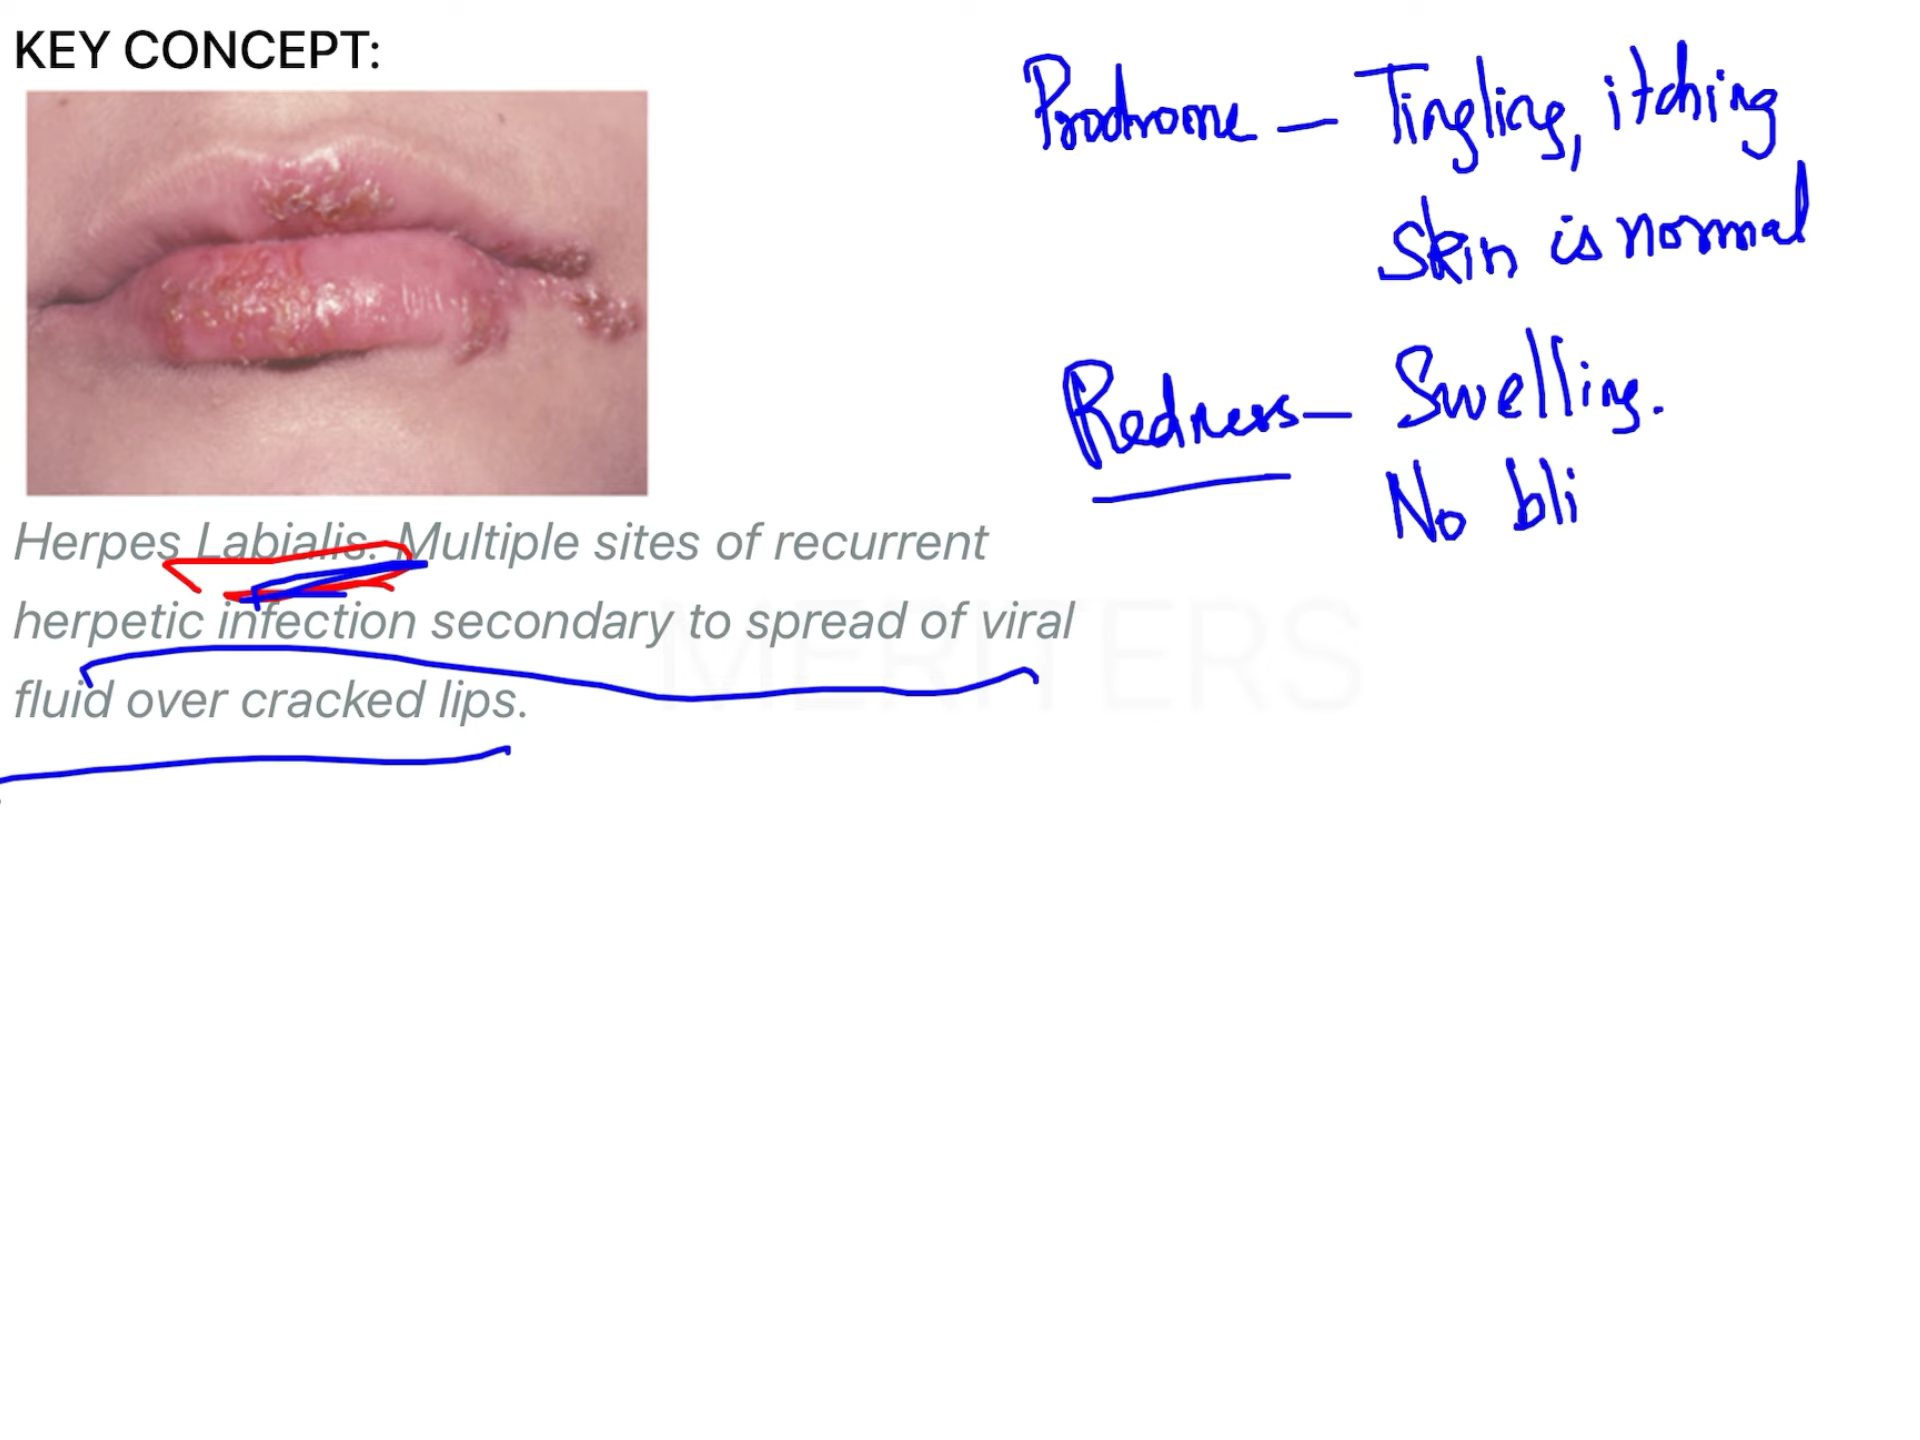 KEY CONCEPT:
Prodrome — Tingling, itching
Skin is normal
Redness — Swelling.
No bli
Herpes Labialis. Multiple sites of recurrent
herpetic infection secondary to spread of viral
fluid over cracked lips.
MERITERS